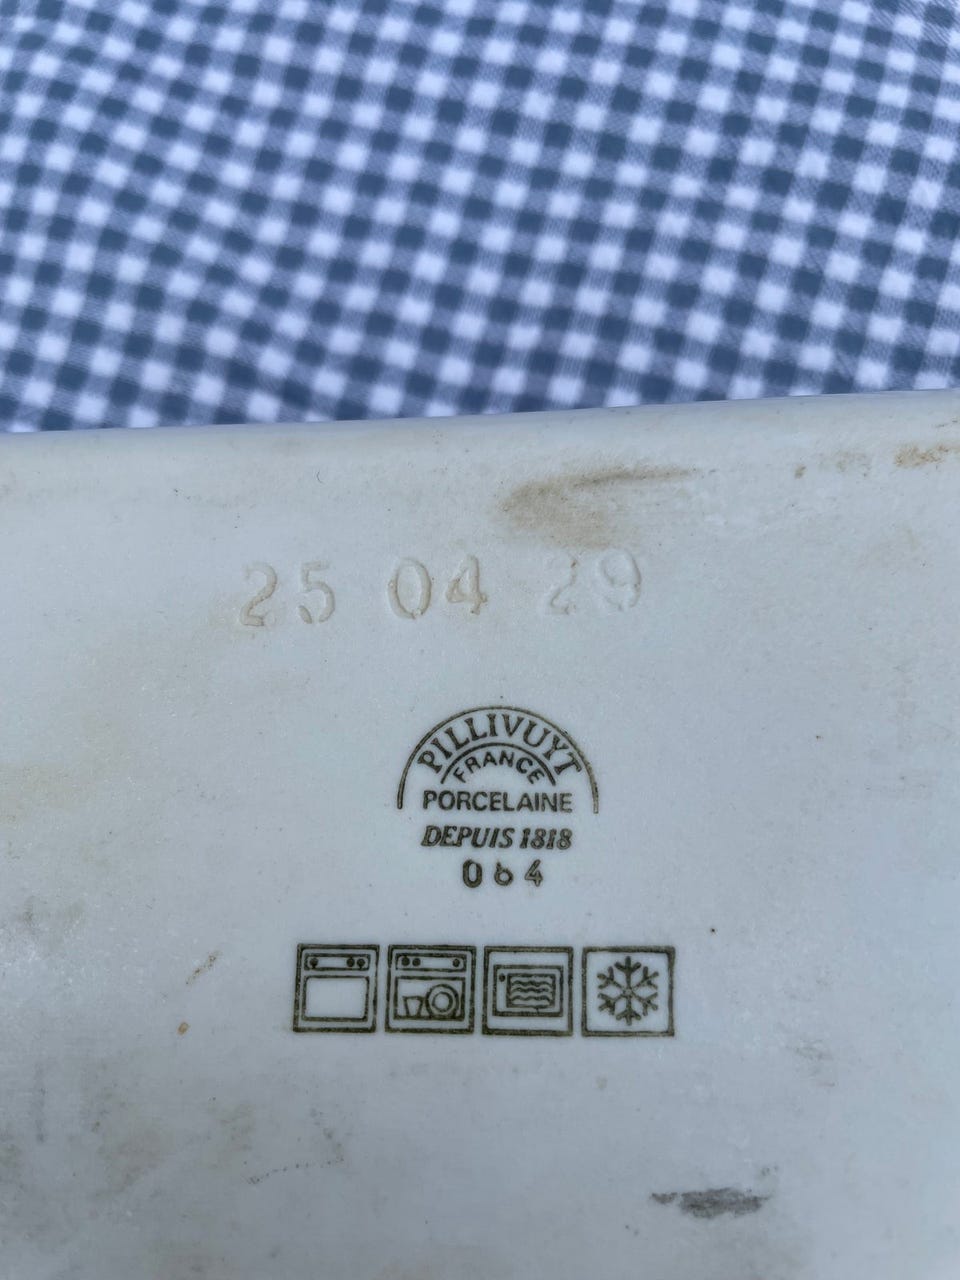 25 04 29
PILLIVUYT
FRANCE
PORCELAINE
DEPUIS 1818
064